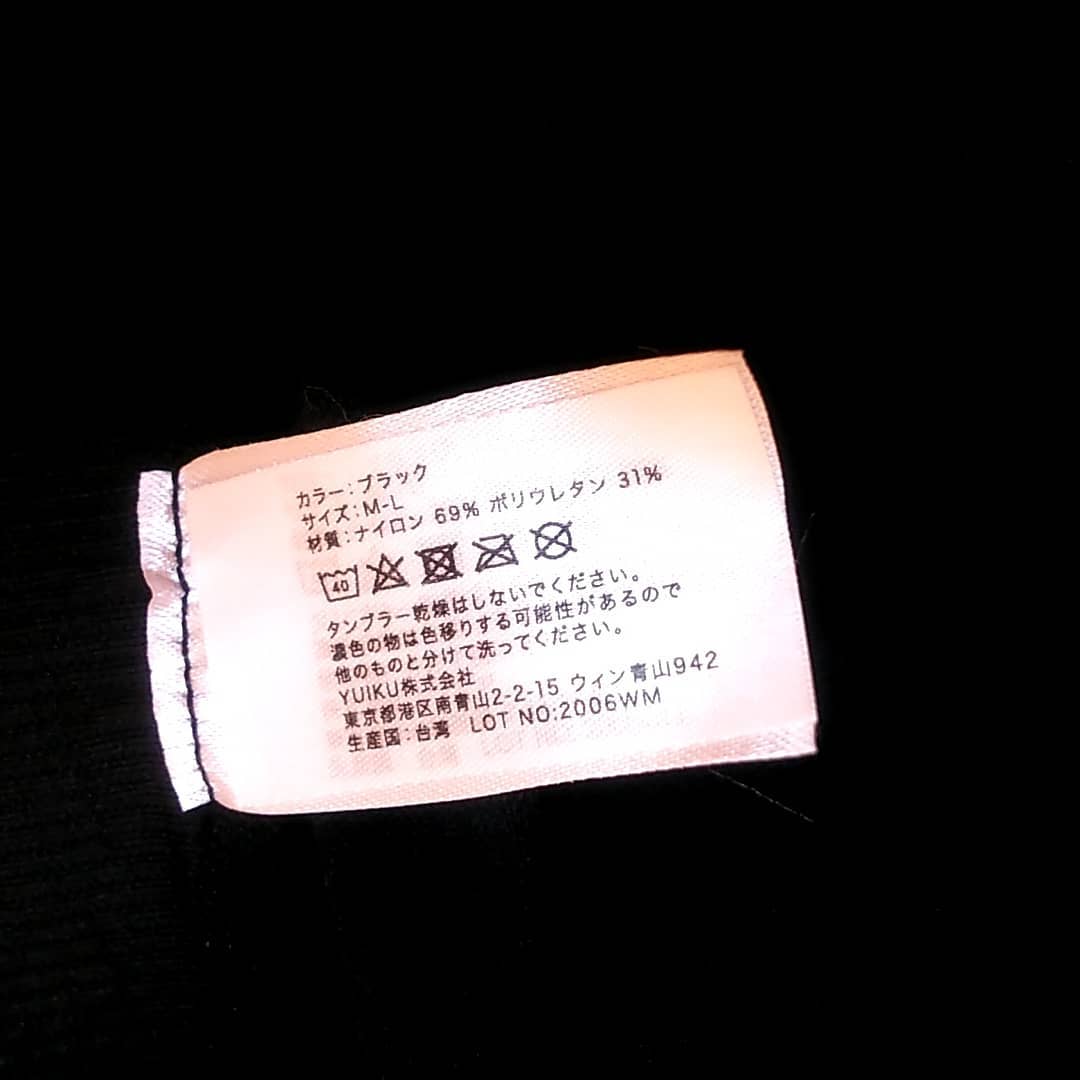 カラー:ブラック
サイズ:M-L
材質:ナイロン 69% ポリウレタン 31%
40
タンブラー乾燥はしないでください。
濃色の物は色移りする可能性があるので
他のものと分けて洗ってください。
YUIKU株式会社
東京都港区南青山2-2-15 ウィン青山942
生産国:台湾 LOT NO:2006WM